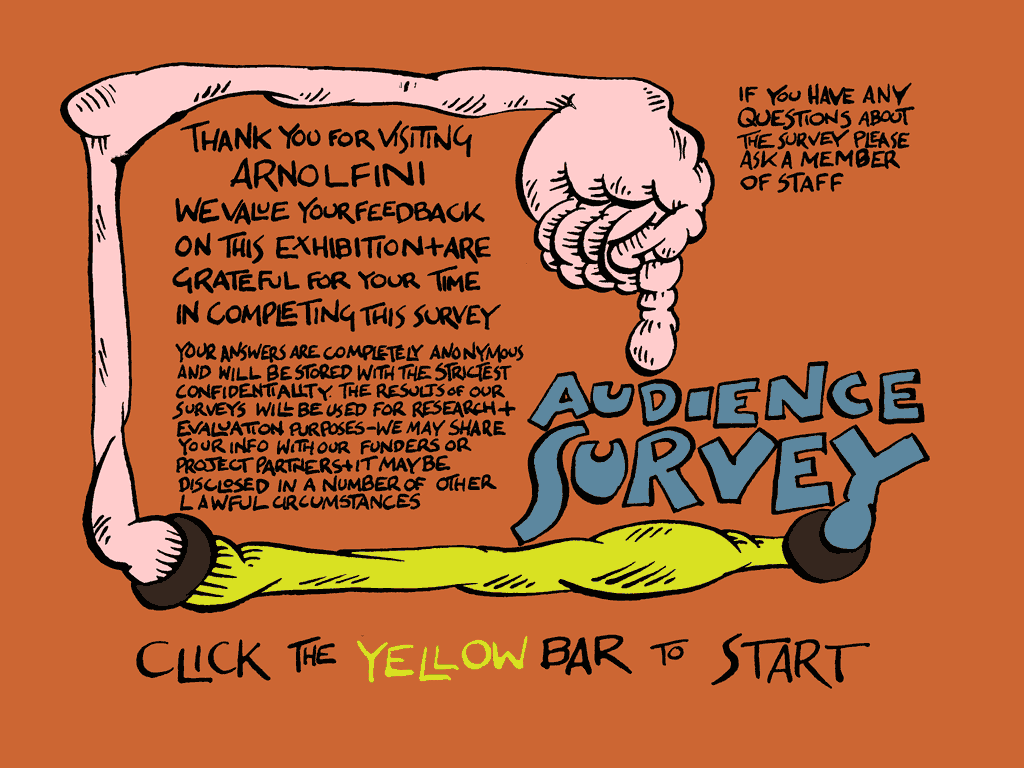 THANK YOU FOR VISITING
ARNOLFINI
WE VALUE YOUR FEEDBACK
ON THIS EXHIBITION + ARE
GRATEFUL FOR YOUR TIME
IN COMPLETING THIS SURVEY
YOUR ANSWERS ARE COMPLETELY ANONYMOUS
AND WILL BE STORED WITH THE STRICTEST
CONFIDENTIALITY. THE RESULTS OF OUR
SURVEYS WILL BE USED FOR RESEARCH +
EVALUATION PURPOSES - WE MAY SHARE
YOUR INFO WITH OUR FUNDERS OR
PROJECT PARTNERS + IT MAY BE
DISCLOSED IN A NUMBER OF OTHER
LAWFUL CIRCUMSTANCES
IF YOU HAVE ANY
QUESTIONS ABOUT
THE SURVEY PLEASE
ASK A MEMBER
OF STAFF
AUDIENCE
SURVEY
CLICK THE YELLOW BAR TO START